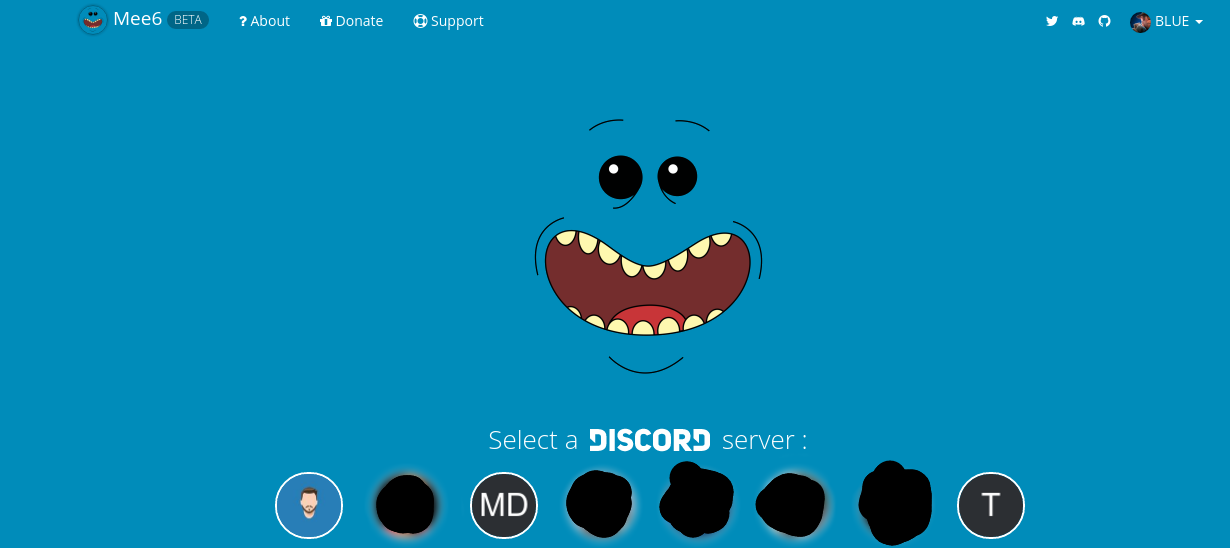 Mee6 BETA ? About Donate Support BLUE
Select a DISCORD server :
MD T